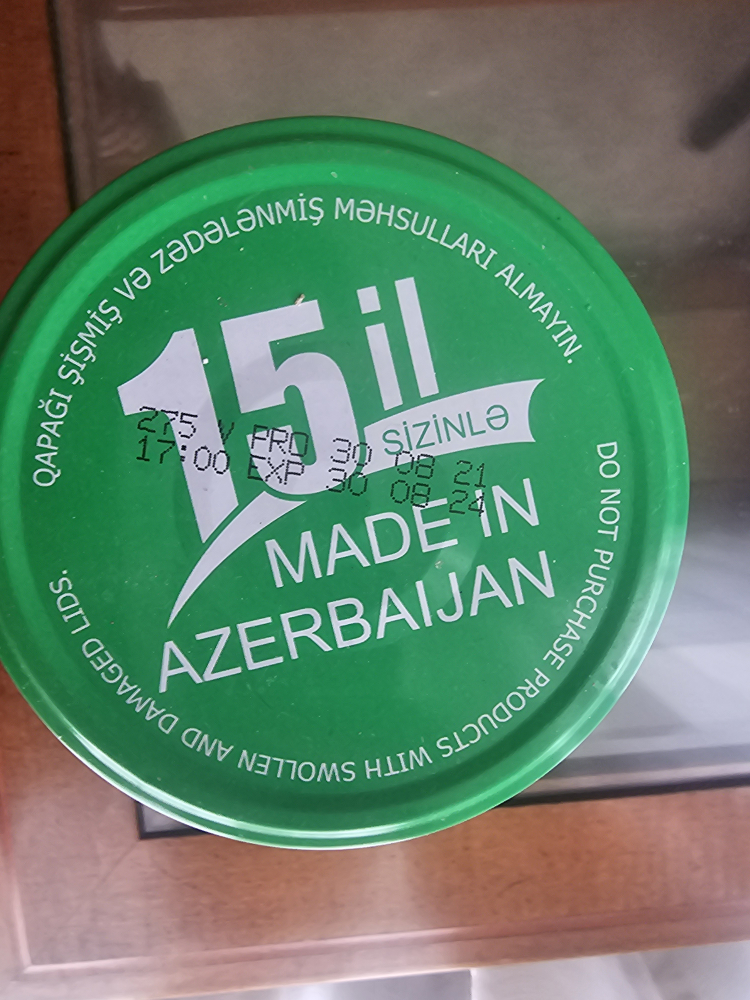 QAPAĞI ŞİŞMİŞ VƏ ZƏDƏLƏNMİŞ MƏHSULLARI ALMAYIN.
15 il
SİZİNLƏ
275 V PRD 30 08 21
17:00 EXP 30 08 24
MADE IN
AZERBAIJAN
DO NOT PURCHASE PRODUCTS WITH SWOLLEN AND DAMAGED LIDS.